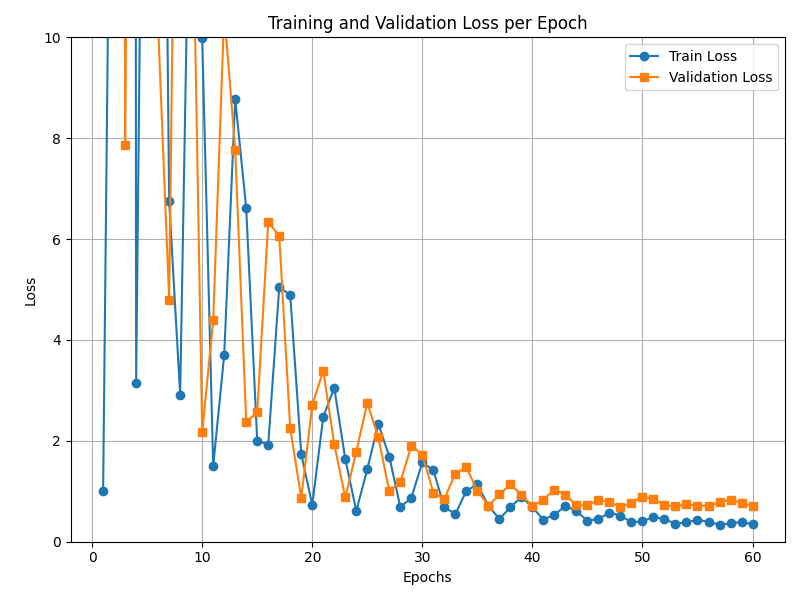 Training and Validation Loss per Epoch
Train Loss
Validation Loss
Loss
10
8
6
4
2
0
0 10 20 30 40 50 60
Epochs